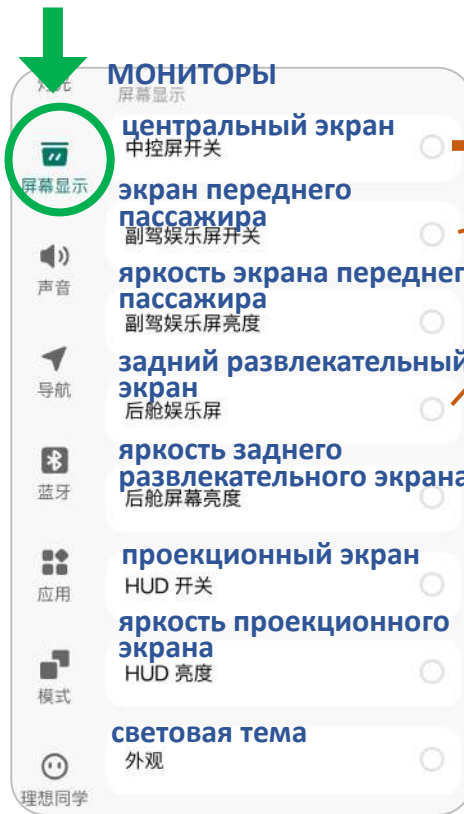 МОНИТОРЫ
屏幕显示
центральный экран
中控屏开关
屏幕显示
экран переднего
пассажира
副驾娱乐屏开关
声音
яркость экрана переднег
пассажира
副驾娱乐屏亮度
导航
задний развлекательный
экран
后舱娱乐屏
蓝牙
яркость заднего
развлекательного экрана
后舱屏幕亮度
应用
проекционный экран
HUD 开关
яркость проекционного
экрана
HUD 亮度
模式
световая тема
外观
理想同学